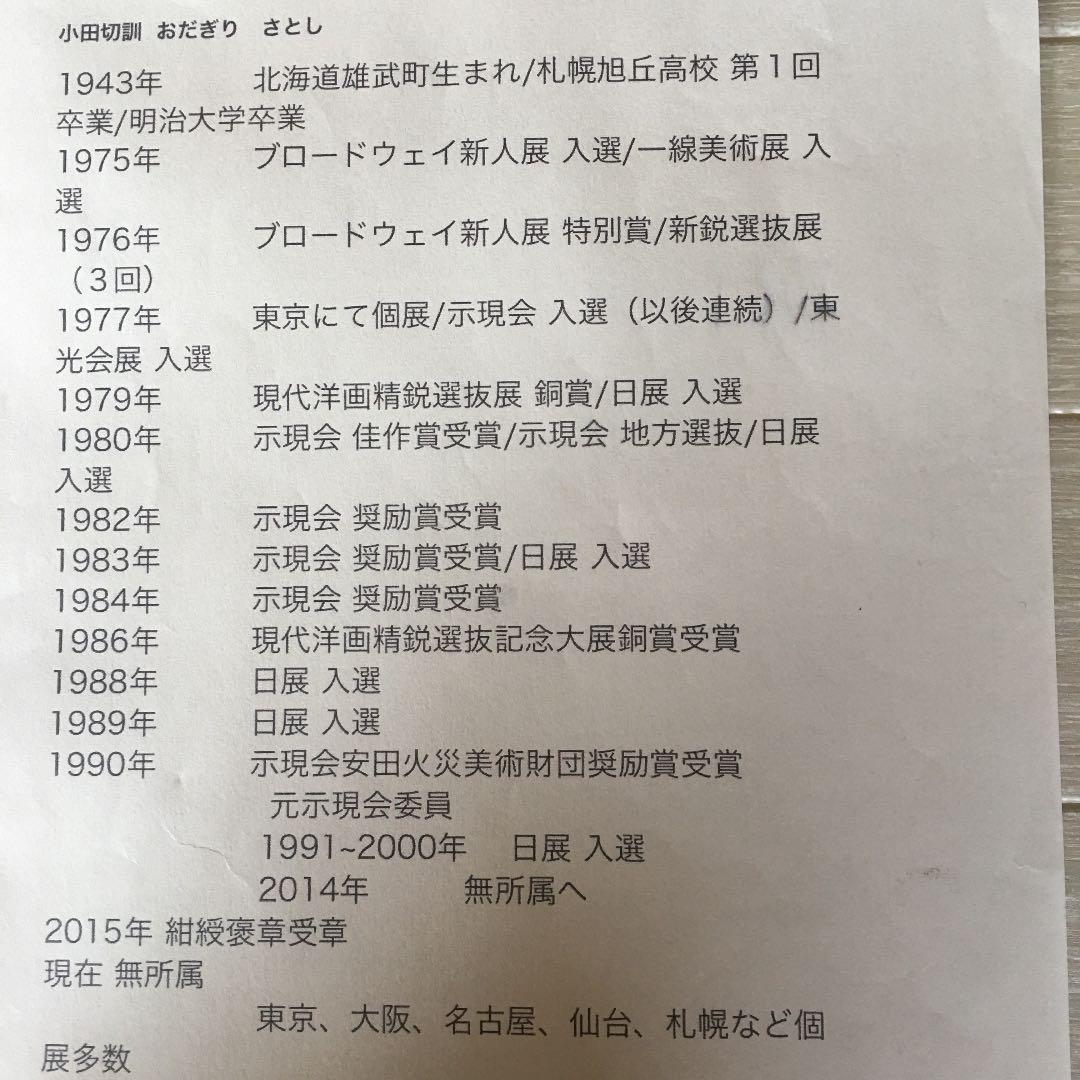 小田切訓 おだぎり　さとし
1943年　　　北海道雄武町生まれ/札幌旭丘高校 第１回
卒業/明治大学卒業
1975年　　　ブロードウェイ新人展 入選/一線美術展 入
選
1976年　　　ブロードウェイ新人展 特別賞/新鋭選抜展
（３回）
1977年　　　東京にて個展/示現会 入選（以後連続）/東
光会展 入選
1979年　　　現代洋画精鋭選抜展 銅賞/日展 入選
1980年　　　示現会 佳作賞受賞/示現会 地方選抜/日展
入選
1982年　　　示現会 奨励賞受賞
1983年　　　示現会 奨励賞受賞/日展 入選
1984年　　　示現会 奨励賞受賞
1986年　　　現代洋画精鋭選抜記念大展銅賞受賞
1988年　　　日展 入選
1989年　　　日展 入選
1990年　　　示現会安田火災美術財団奨励賞受賞
元示現会委員
1991~2000年　日展 入選
2014年　　　無所属へ
2015年 紺綬褒章受章
現在 無所属
東京、大阪、名古屋、仙台、札幌など個
展多数